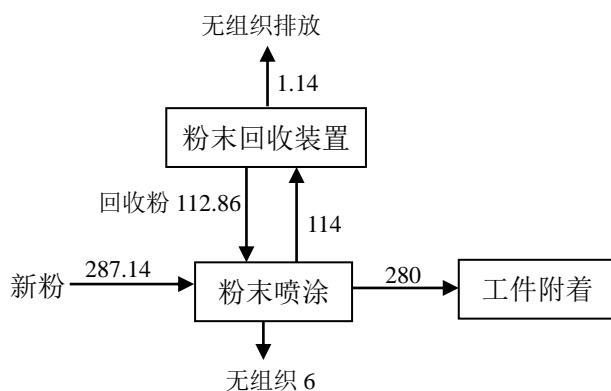 无组织排放
1.14
粉末回收装置
回收粉 112.86
114
新粉
287.14
粉末喷涂
280
工件附着
无组织 6